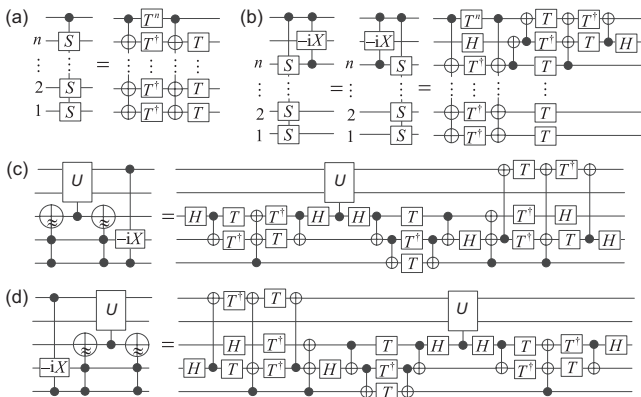 (a) T^n
n S T† T
⋮ = ⋮ ⋮
2 S T† T
1 S T† T
(b) T^n T T†
-iX -iX H T† T H
n S n S T†
⋮ = ⋮ = ⋮
2 S 2 S T† T
1 S 1 S T† T
(c) T T†
U U
≈ ≈ = H T T† H H T T† H
-iX T† T T† T† H T H
T
(d) T† T
U U
≈ ≈ = H T† T H H T T† H
-iX H T T† H T† T† T† T
T